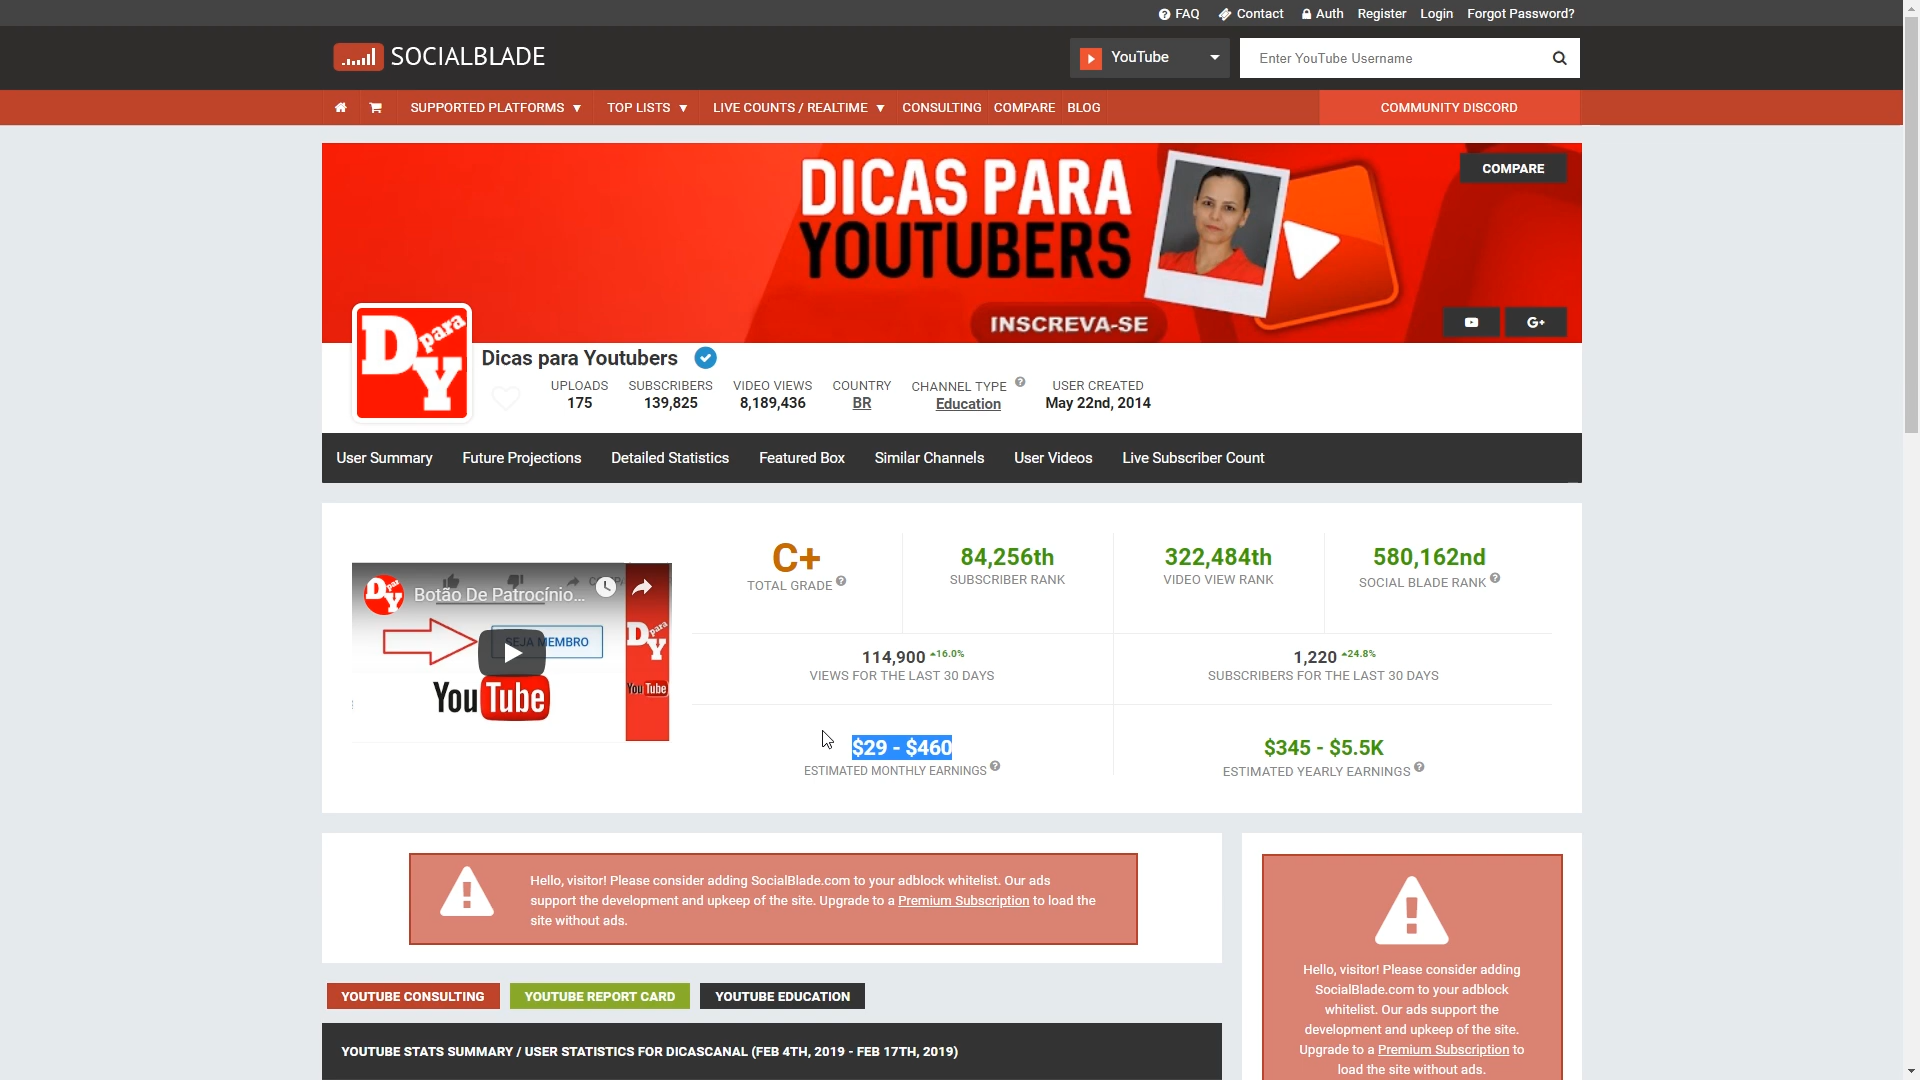 FAQ Contact Auth Register Login Forgot Password?
SOCIALBLADE
YouTube
Enter YouTube Username
SUPPORTED PLATFORMS TOP LISTS LIVE COUNTS / REALTIME CONSULTING COMPARE BLOG
COMMUNITY DISCORD
DICAS PARA
YOUTUBERS
INSCREVA-SE
COMPARE
G+
D para
Y
Dicas para Youtubers
UPLOADS SUBSCRIBERS VIDEO VIEWS COUNTRY CHANNEL TYPE USER CREATED
175 139,825 8,189,436 BR Education May 22nd, 2014
User Summary Future Projections Detailed Statistics Featured Box Similar Channels User Videos Live Subscriber Count
Botão De Patrocínio...
SEJA MEMBRO
YouTube
D para
Y
YouTube
C+
TOTAL GRADE
84,256th
SUBSCRIBER RANK
322,484th
VIDEO VIEW RANK
580,162nd
SOCIAL BLADE RANK
114,900 16.0%
VIEWS FOR THE LAST 30 DAYS
1,220 24.8%
SUBSCRIBERS FOR THE LAST 30 DAYS
$29 - $460
ESTIMATED MONTHLY EARNINGS
$345 - $5.5K
ESTIMATED YEARLY EARNINGS
Hello, visitor! Please consider adding SocialBlade.com to your adblock whitelist. Our ads
support the development and upkeep of the site. Upgrade to a Premium Subscription to load the
site without ads.
Hello, visitor! Please consider adding
SocialBlade.com to your adblock
whitelist. Our ads support the
development and upkeep of the site.
Upgrade to a Premium Subscription to
load the site without ads.
YOUTUBE CONSULTING YOUTUBE REPORT CARD YOUTUBE EDUCATION
YOUTUBE STATS SUMMARY / USER STATISTICS FOR DICASCANAL (FEB 4TH, 2019 - FEB 17TH, 2019)